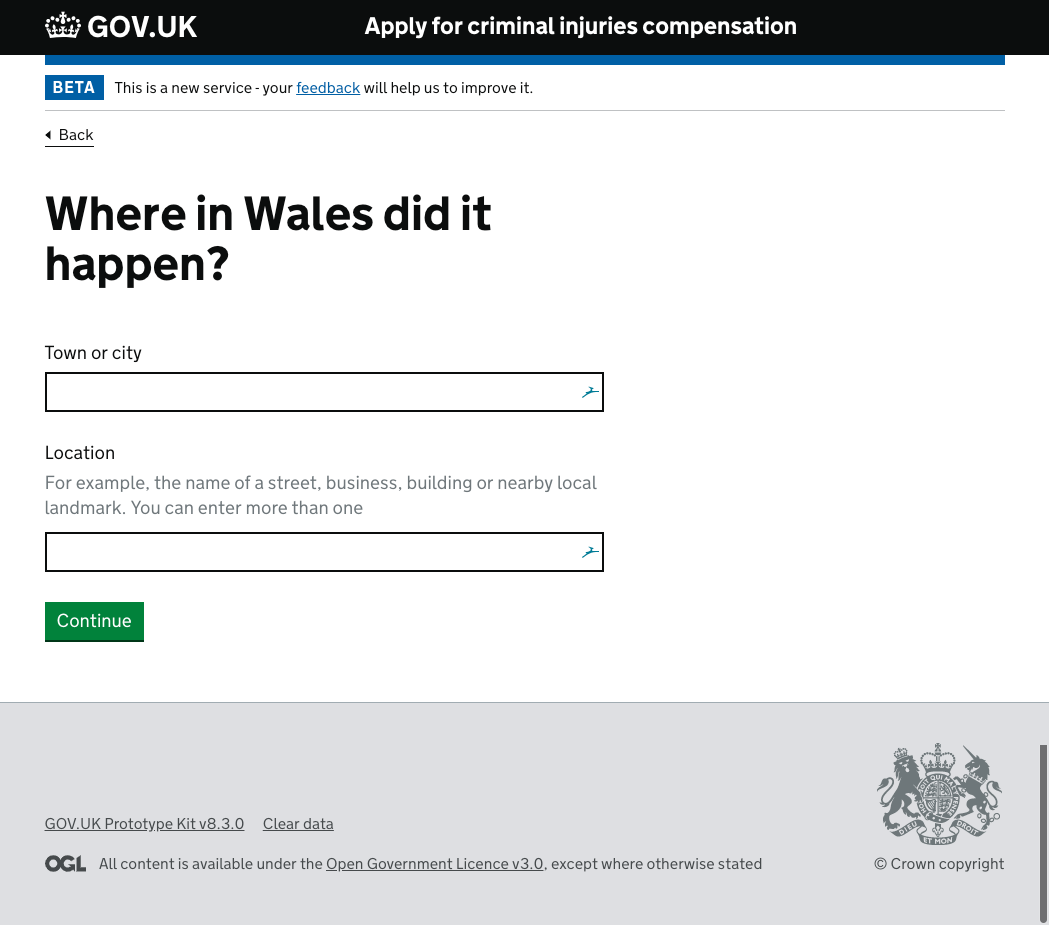 GOV.UK
Apply for criminal injuries compensation
BETA
This is a new service - your feedback will help us to improve it.
Back
Where in Wales did it
happen?
Town or city
Location
For example, the name of a street, business, building or nearby local
landmark. You can enter more than one
Continue
GOV.UK Prototype Kit v8.3.0
Clear data
OGL
All content is available under the Open Government Licence v3.0, except where otherwise stated
DIEU ET MON DROIT
© Crown copyright